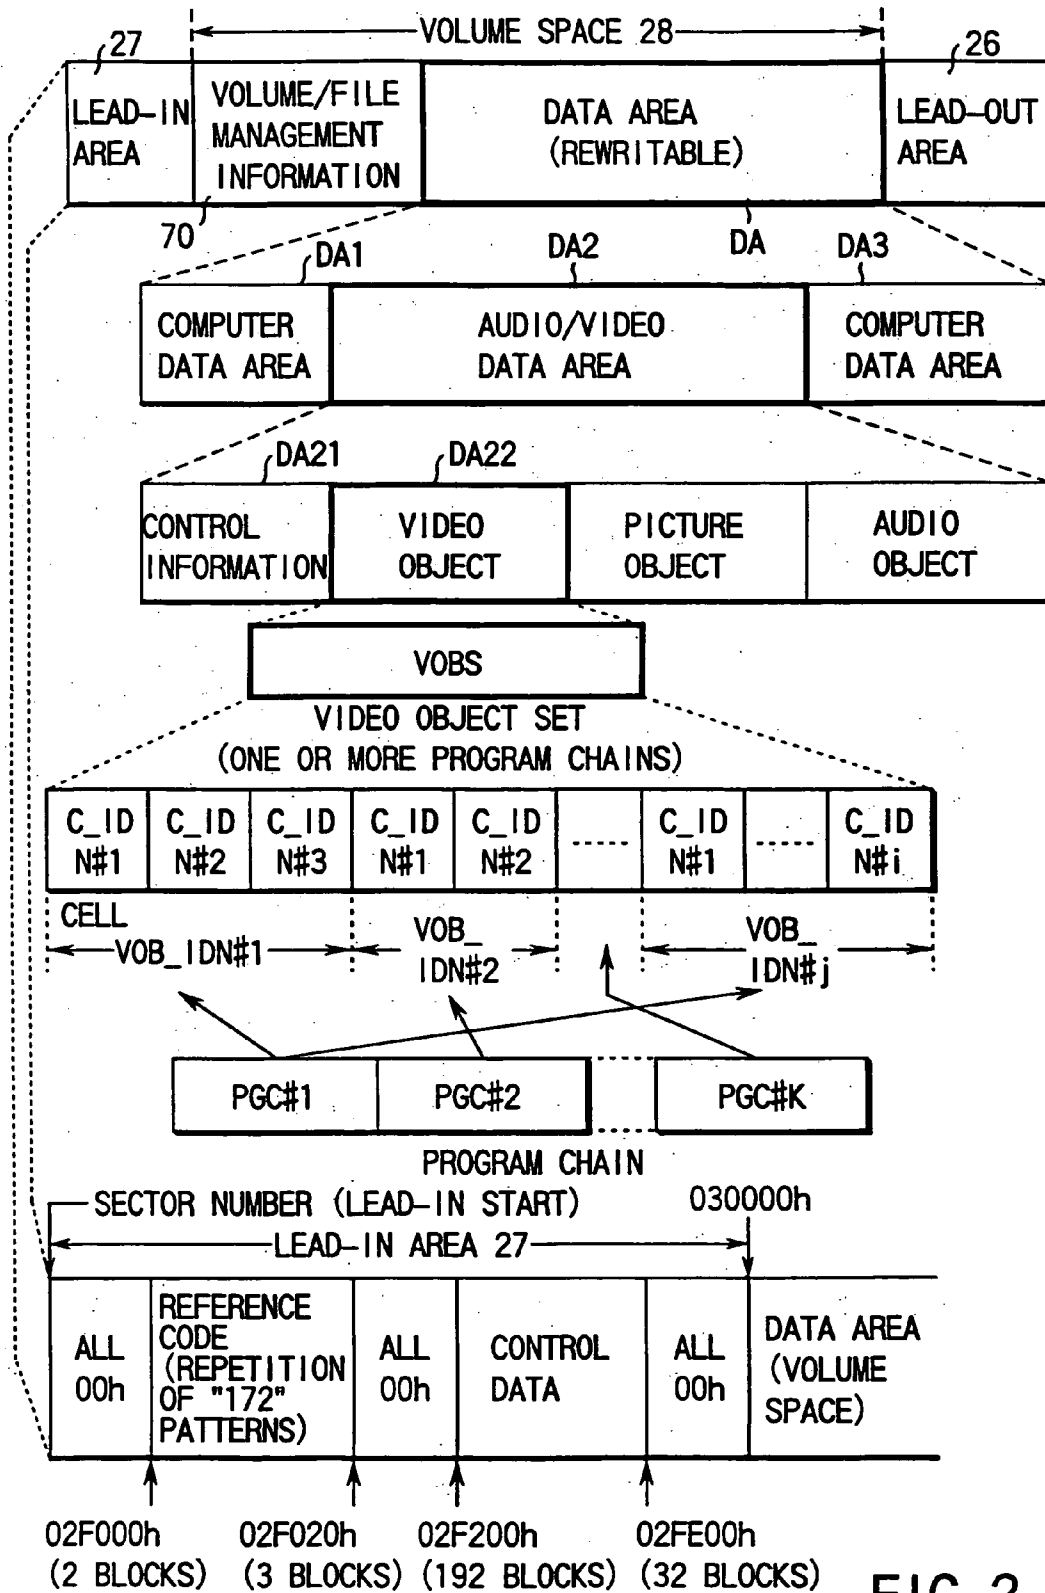 VOLUME SPACE 28
27
26
LEAD-IN
AREA
VOLUME/FILE
MANAGEMENT
INFORMATION
DATA AREA
(REWRITABLE)
LEAD-OUT
AREA
70
DA
DA1
DA2
DA3
COMPUTER
DATA AREA
AUDIO/VIDEO
DATA AREA
COMPUTER
DATA AREA
DA21
DA22
CONTROL
INFORMATION
VIDEO
OBJECT
PICTURE
OBJECT
AUDIO
OBJECT
VOBS
VIDEO OBJECT SET
(ONE OR MORE PROGRAM CHAINS)
C_ID
N#1
C_ID
N#2
C_ID
N#3
C_ID
N#1
C_ID
N#2
C_ID
N#1
C_ID
N#i
CELL
VOB_IDN#1
VOB_
IDN#2
VOB_
IDN#j
PGC#1
PGC#2
PGC#K
PROGRAM CHAIN
SECTOR NUMBER (LEAD-IN START)
030000h
LEAD-IN AREA 27
ALL
00h
REFERENCE
CODE
(REPETITION
OF "172"
PATTERNS)
ALL
00h
CONTROL
DATA
ALL
00h
DATA AREA
(VOLUME
SPACE)
02F000h
(2 BLOCKS)
02F020h
(3 BLOCKS)
02F200h
(192 BLOCKS)
02FE00h
(32 BLOCKS)